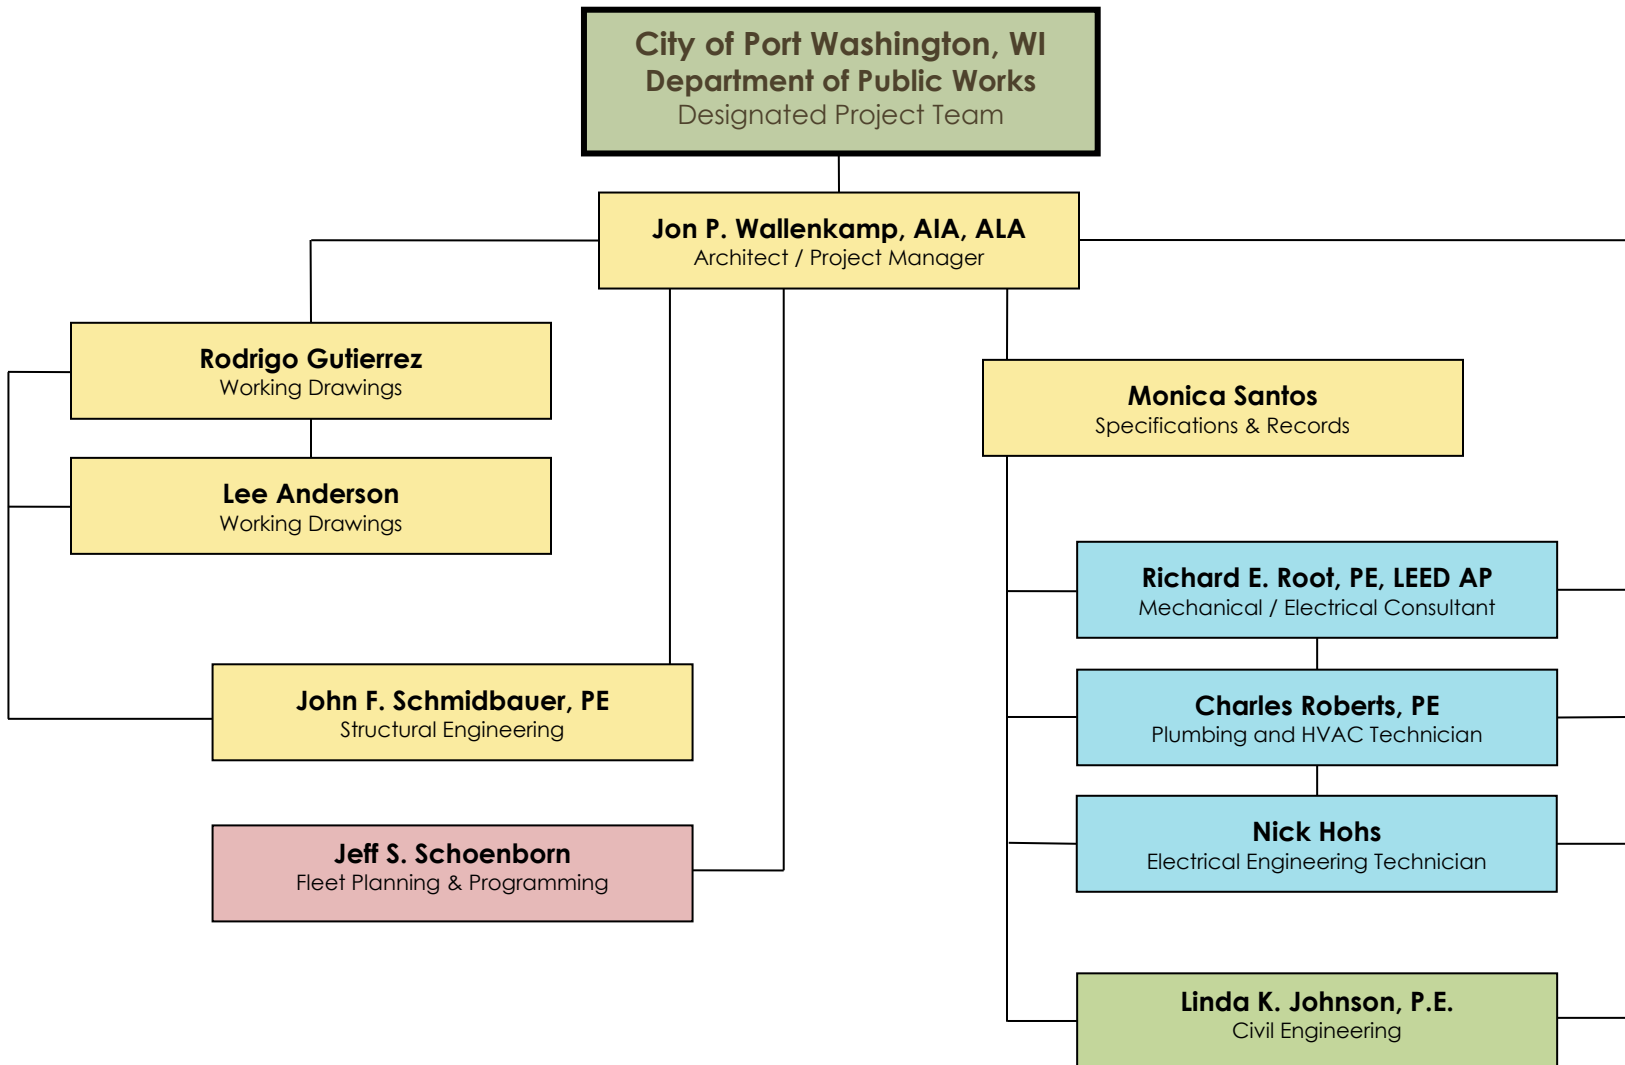 City of Port Washington, WI
Department of Public Works
Designated Project Team
Jon P. Wallenkamp, AIA, ALA
Architect / Project Manager
Rodrigo Gutierrez
Working Drawings
Lee Anderson
Working Drawings
Monica Santos
Specifications & Records
Richard E. Root, PE, LEED AP
Mechanical / Electrical Consultant
John F. Schmidbauer, PE
Structural Engineering
Charles Roberts, PE
Plumbing and HVAC Technician
Jeff S. Schoenborn
Fleet Planning & Programming
Nick Hohs
Electrical Engineering Technician
Linda K. Johnson, P.E.
Civil Engineering